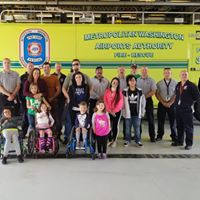 METROPOLITAN WASHINGTON
AIRPORTS AUTHORITY
FIRE - RESCUE